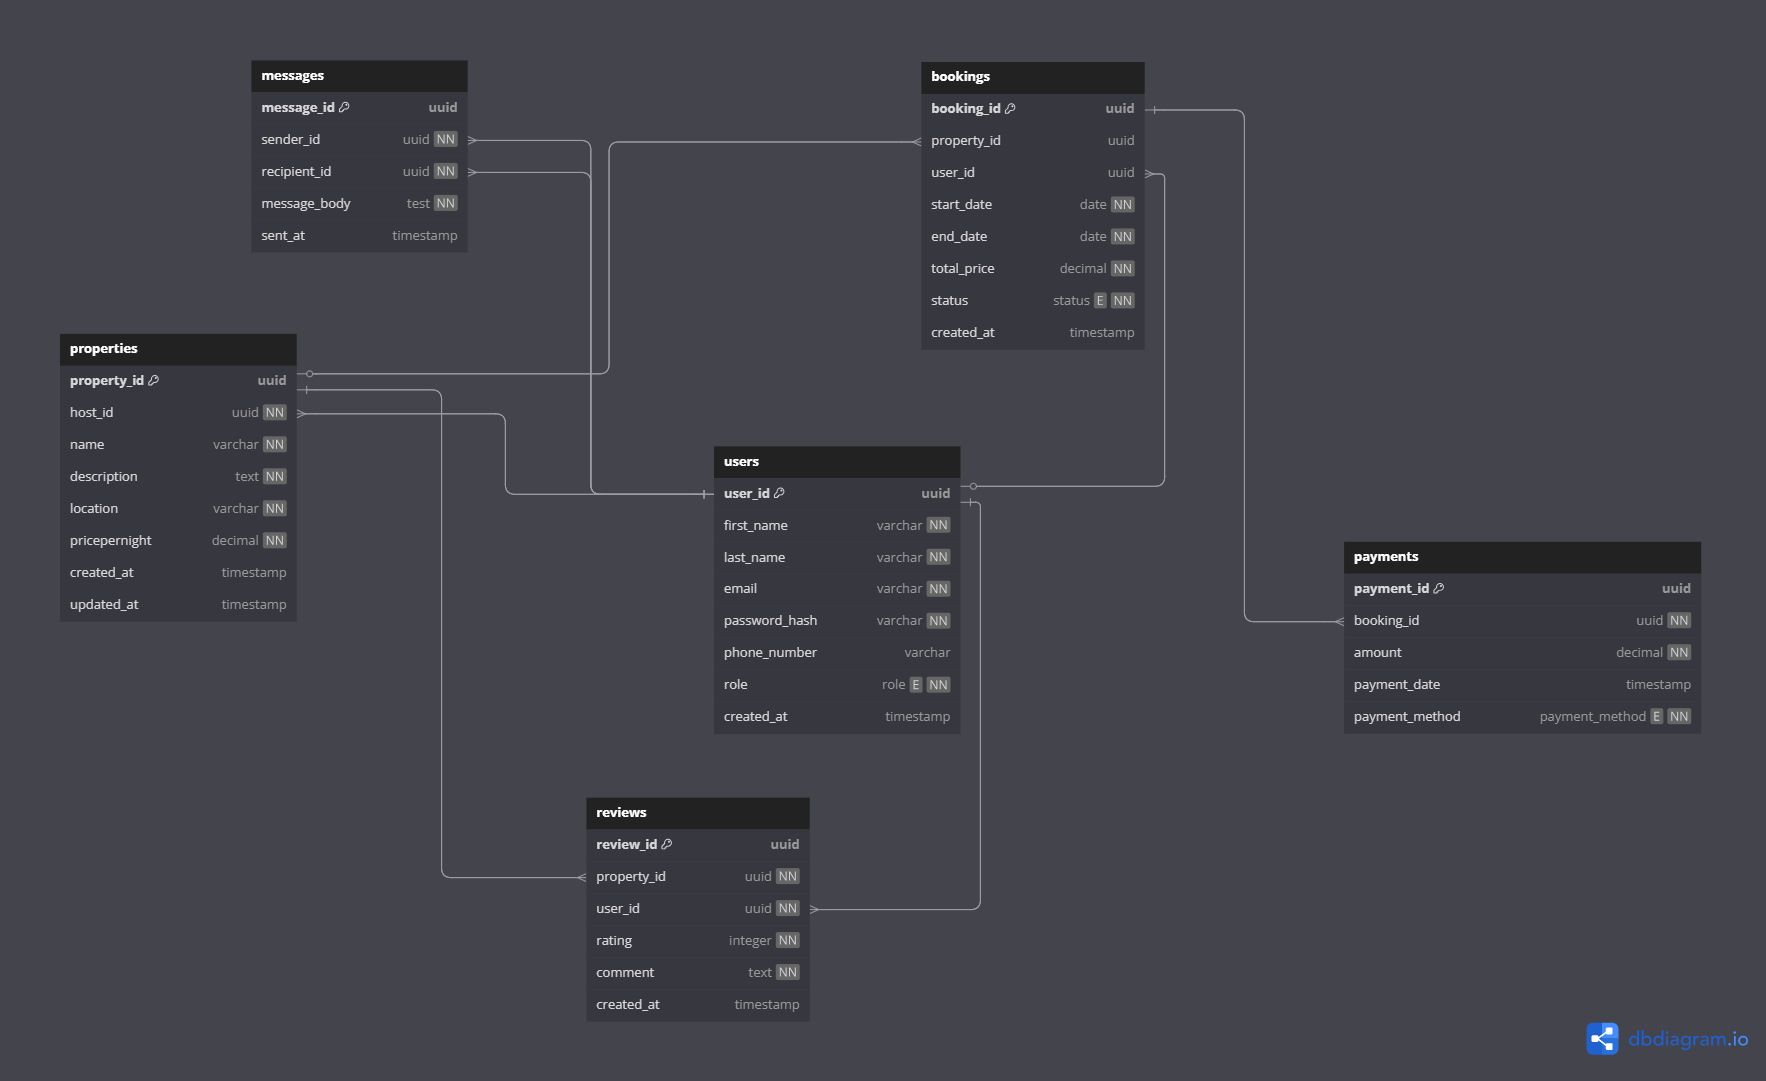 messages
message_id uuid
sender_id uuid NN
recipient_id uuid NN
message_body test NN
sent_at timestamp
bookings
booking_id uuid
property_id uuid
user_id uuid
start_date date NN
end_date date NN
total_price decimal NN
status status E NN
created_at timestamp
properties
property_id uuid
host_id uuid NN
name varchar NN
description text NN
location varchar NN
pricepernight decimal NN
created_at timestamp
updated_at timestamp
users
user_id uuid
first_name varchar NN
last_name varchar NN
email varchar NN
password_hash varchar NN
phone_number varchar
role role E NN
created_at timestamp
payments
payment_id uuid
booking_id uuid NN
amount decimal NN
payment_date timestamp
payment_method payment_method E NN
reviews
review_id uuid
property_id uuid NN
user_id uuid NN
rating integer NN
comment text NN
created_at timestamp
dbdiagram.io